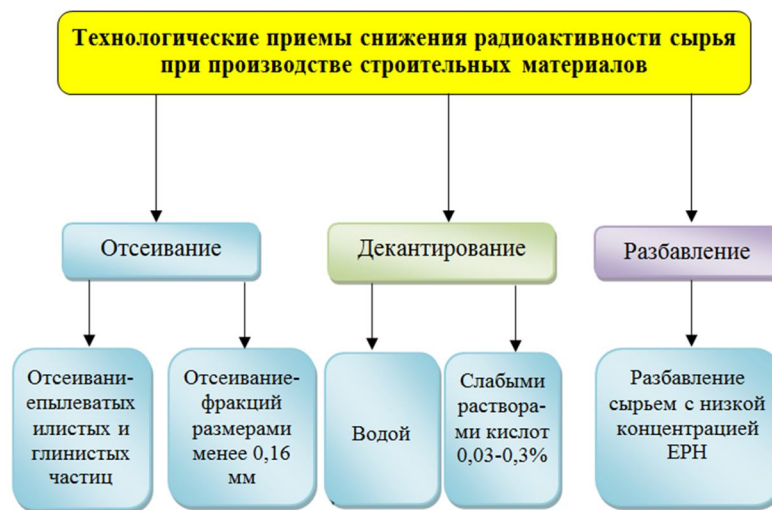 Технологические приемы снижения радиоактивности сырья
при производстве строительных материалов
Отсеивание
Декантирование
Разбавление
Отсеивани-
епылеватых
илистых и
глинистых
частиц
Отсеивание-
фракций
размерами
менее 0,16
мм
Водой
Слабыми
раствора-
ми кислот
0,03-0,3%
Разбавление
сырьем с низкой
концентрацией
ЕРН